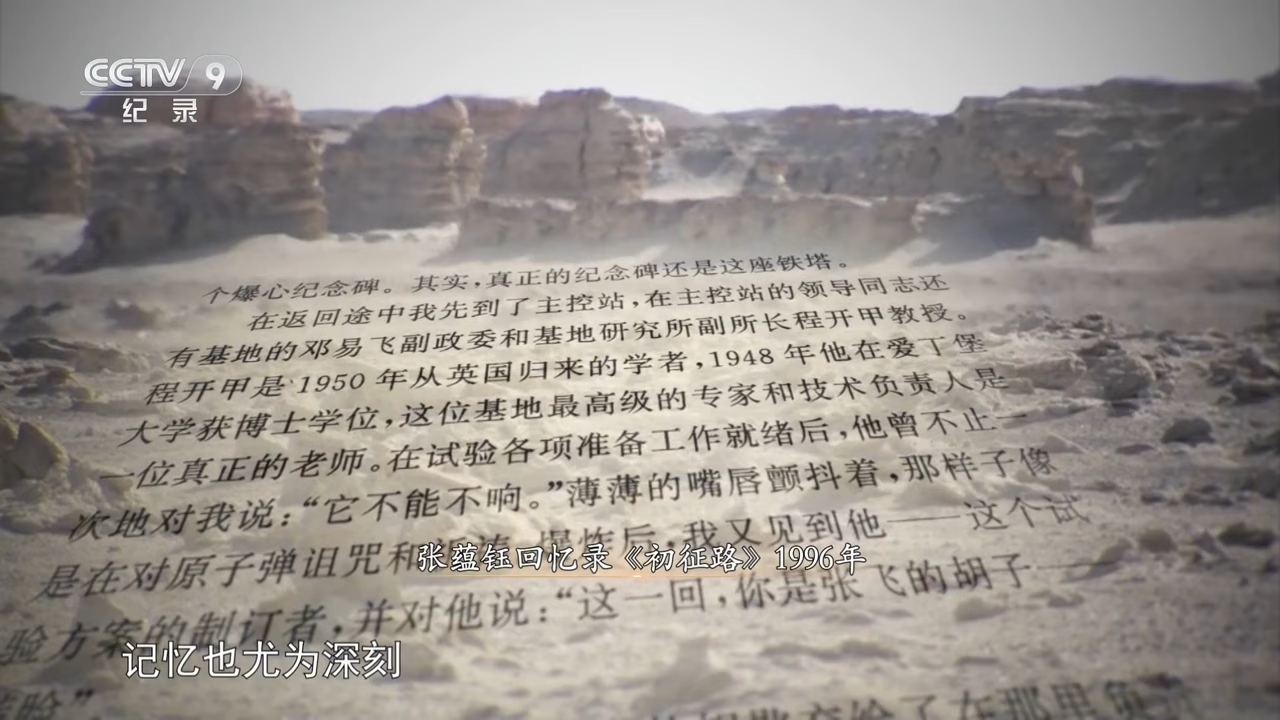 CCTV 9
纪录
个爆心纪念碑。其实，真正的纪念碑还是这座铁塔。
在返回途中我先到了主控站，在主控站的领导同志还
有基地的邓易飞副政委和基地研究所副所长程开甲教授。
程开甲是1950年从英国归来的学者，1948年他在爱丁堡
大学获博士学位，这位基地最高级的专家和技术负责人是
一位真正的老师。在试验各项准备工作就绪后，他曾不止一
次地对我说：“它不能不响。”薄薄的嘴唇颤抖着，那样子像
是在对原子弹诅咒和 爆炸后，我又见到他——这个试
张蕴钰回忆录《初征路》1996年
验方案的制订者，并对他说：“这一回，你是张飞的胡子——
记忆也尤为深刻
验”